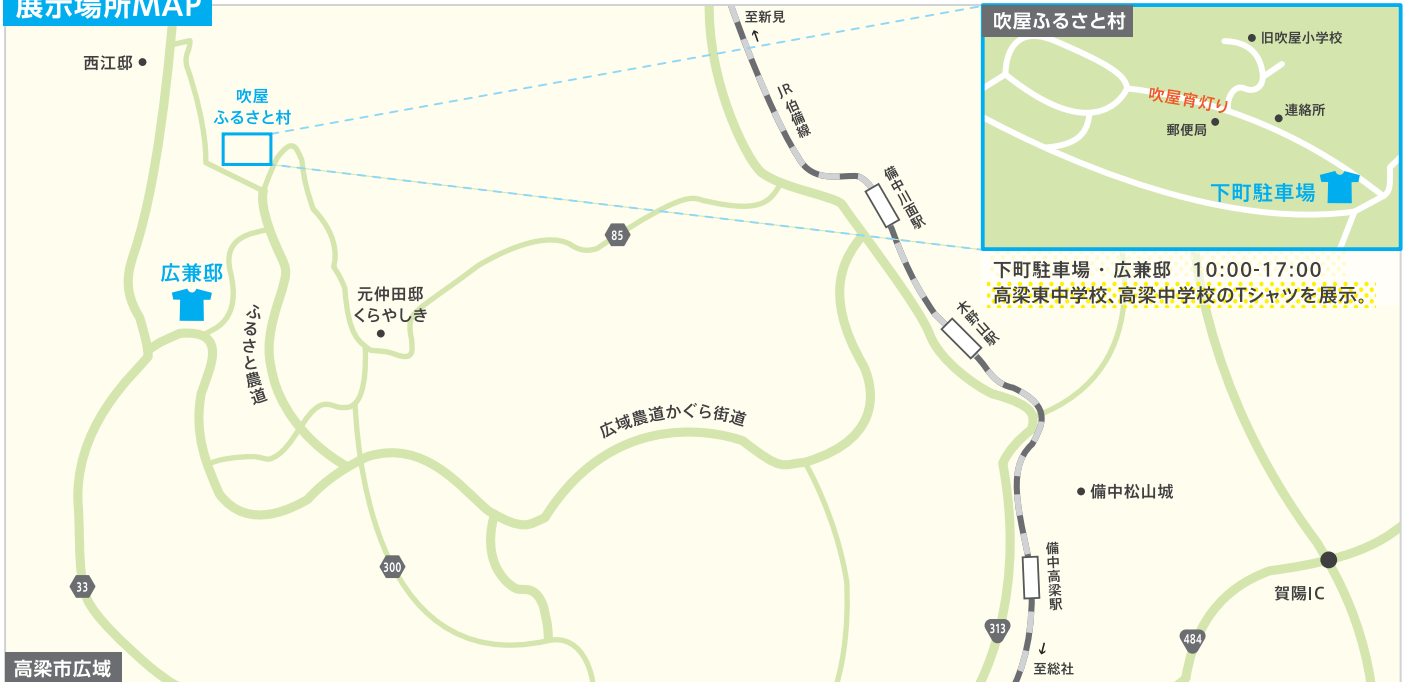 展示場所MAP
西江邸
吹屋
ふるさと村
広兼邸
ふるさと農道
元仲田邸
くらやしき
85
広域農道かぐら街道
33
300
高梁市広域
至新見
↑
JR伯備線
備中川面駅
木野山駅
備中松山城
備中高梁駅
313
↓
至総社
484
賀陽IC
吹屋ふるさと村
旧吹屋小学校
吹屋宵灯り
連絡所
郵便局
下町駐車場
下町駐車場・広兼邸　10:00-17:00
高梁東中学校、高梁中学校のTシャツを展示。